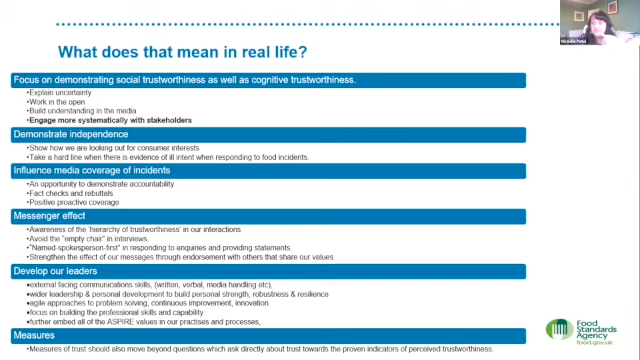 What does that mean in real life?
Michelle Patel
Focus on demonstrating social trustworthiness as well as cognitive trustworthiness.
•Explain uncertainty
•Work in the open
•Build understanding in the media
•Engage more systematically with stakeholders
Demonstrate independence
•Show how we are looking out for consumer interests
•Take a hard line when there is evidence of ill intent when responding to food incidents.
Influence media coverage of incidents
•An opportunity to demonstrate accountability
•Fact checks and rebuttals
•Positive proactive coverage
Messenger effect
•Awareness of the 'hierarchy of trustworthiness' in our interactions
•Avoid the "empty chair" in interviews
•"Named-spokesperson-first" in responding to enquiries and providing statements.
•Strengthen the effect of our messages through endorsement with others that share our values
Develop our leaders
•external facing communications skills, (written, verbal, media handling etc),
•wider leadership & personal development to build personal strength, robustness & resilience
•agile approaches to problem solving, continuous improvement, innovation
•focus on building the professional skills and capability
•further embed all of the ASPIRE values in our practises and processes,
Measures
•Measures of trust should also move beyond questions which ask directly about trust towards the proven indicators of perceived trustworthiness.
Food
Standards
Agency
food.gov.uk